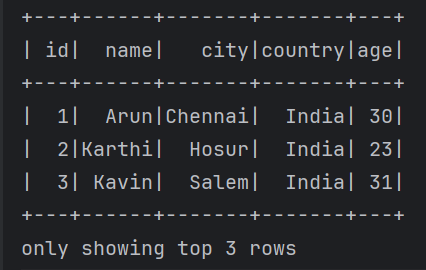 +---+------+-------+-------+---+
| id|  name|   city|country|age|
+---+------+-------+-------+---+
|  1|  Arun|Chennai|  India| 30|
|  2|Karthi|  Hosur|  India| 23|
|  3| Kavin|  Salem|  India| 31|
+---+------+-------+-------+---+
only showing top 3 rows